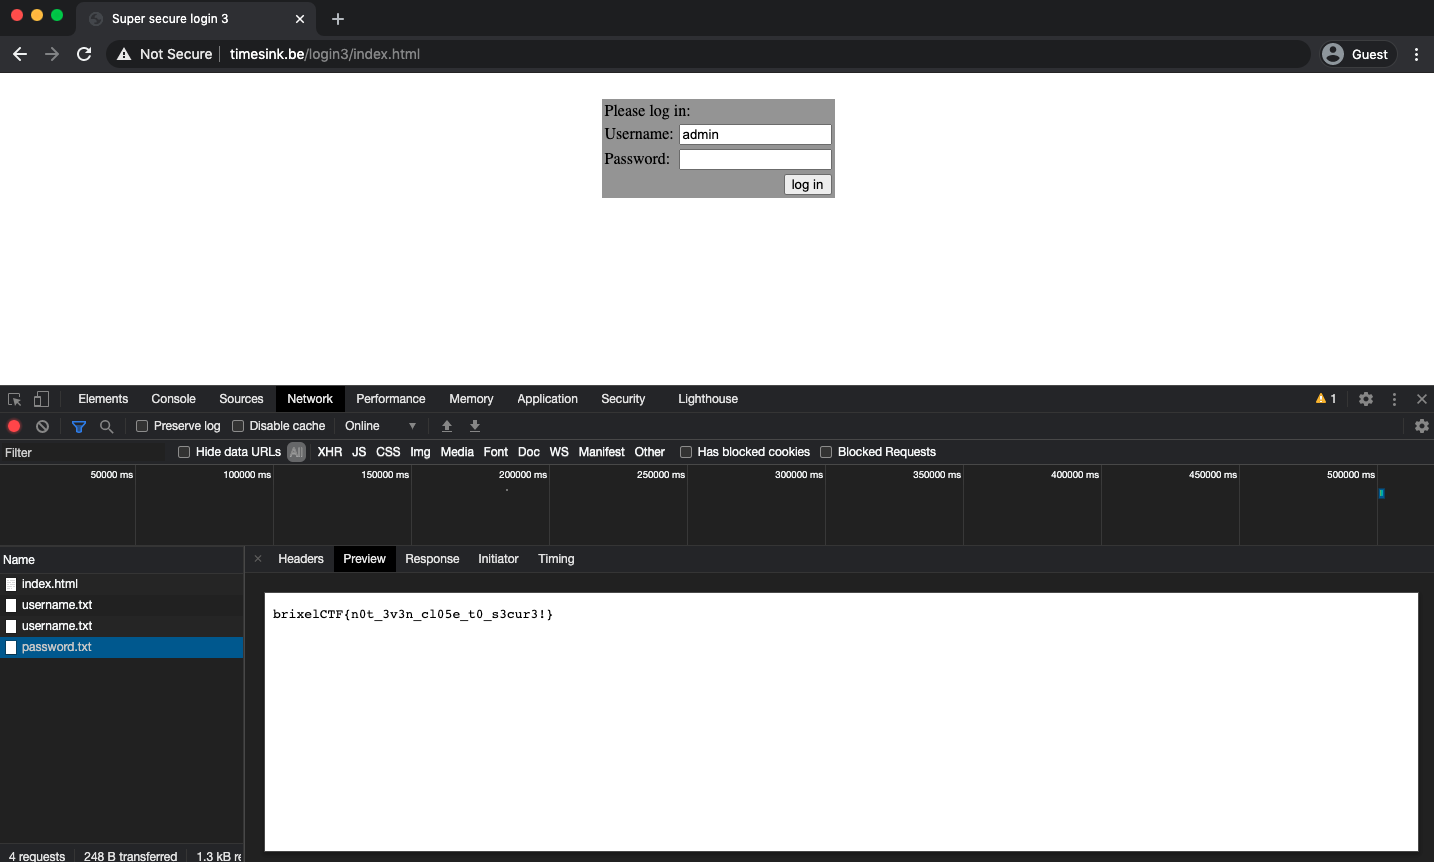 Super secure login 3
Not Secure timesink.be/login3/index.html Guest
Please log in:
Username: admin
Password:
log in
Elements Console Sources Network Performance Memory Application Security Lighthouse 1
Preserve log Disable cache Online
Filter Hide data URLs All XHR JS CSS Img Media Font Doc WS Manifest Other Has blocked cookies Blocked Requests
50000 ms 100000 ms 150000 ms 200000 ms 250000 ms 300000 ms 350000 ms 400000 ms 450000 ms 500000 ms
Name Headers Preview Response Initiator Timing
index.html
username.txt
username.txt
password.txt
brixelCTF{n0t_3v3n_cl05e_t0_s3cur3!}
4 requests 248 B transferred 1.3 kB